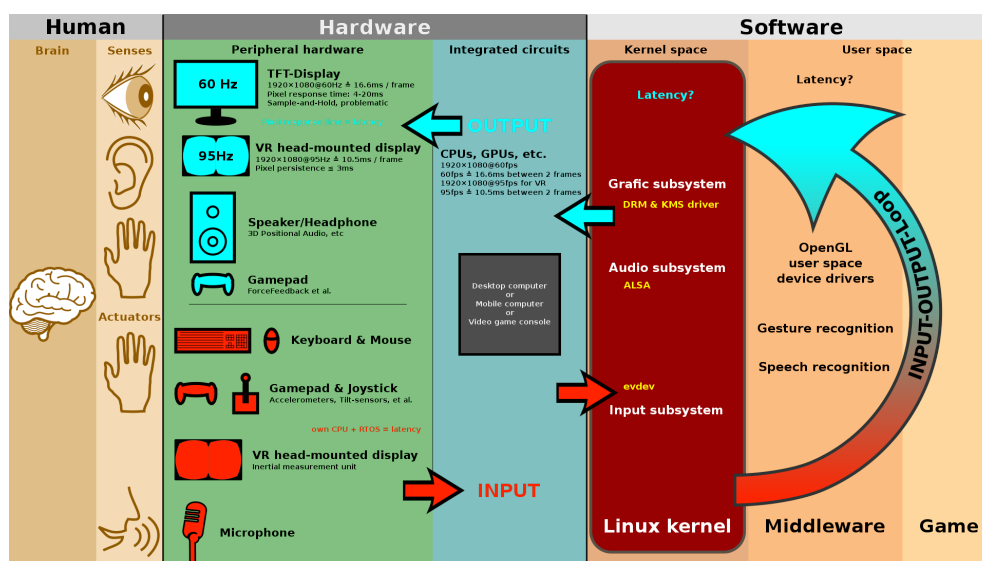 Human
Hardware
Software
Brain
Senses
Peripheral hardware
Integrated circuits
Kernel space
User space
60 Hz
TFT-Display
1920×1080@60Hz ≙ 16.6ms / frame
Pixel response time: 4-20ms
Sample-and-Hold, problematic
95Hz
VR head-mounted display
1920×1080@95Hz ≙ 10.5ms / frame
Pixel persistence ≤ 3ms
Speaker/Headphone
3D Positional Audio, etc
Gamepad
ForceFeedback et al.
Actuators
Keyboard & Mouse
Gamepad & Joystick
Accelerometers, Tilt-sensors, et al.
own CPU + RTOS = latency
VR head-mounted display
Inertial measurement unit
Microphone
OUTPUT
CPUs, GPUs, etc.
1920×1080@60fps
60fps ≙ 16.6ms between 2 frames
1920×1080@95fps for VR
95fps ≙ 10.5ms between 2 frames
Desktop computer
or
Mobile computer
or
Video game console
INPUT
Latency?
Grafic subsystem
DRM & KMS driver
Audio subsystem
ALSA
evdev
Input subsystem
Linux kernel
Latency?
OpenGL
user space
device drivers
Gesture recognition
Speech recognition
INPUT-OUTPUT-Loop
Middleware
Game